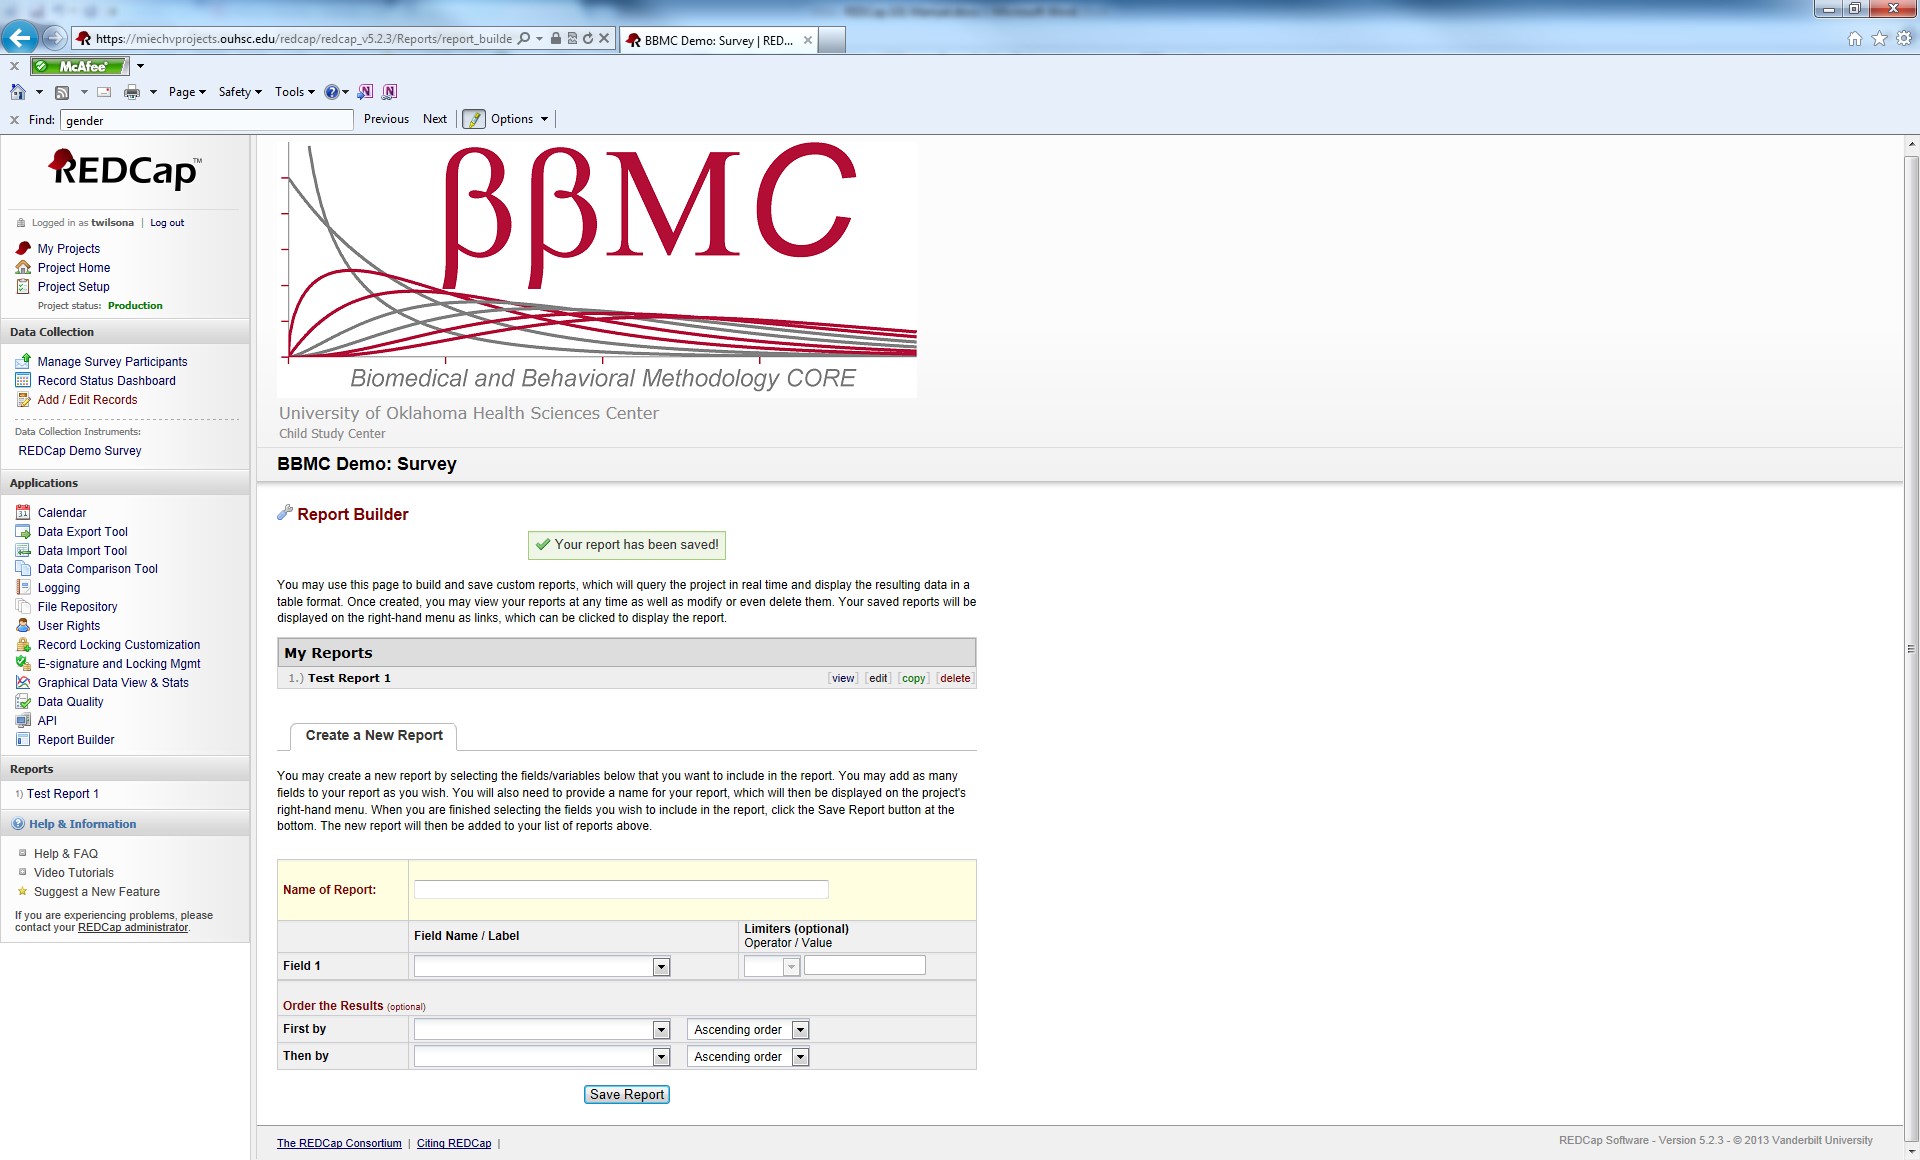 https://miechvprojects.ouhsc.edu/redcap/redcap_v5.2.3/Reports/report_builde
BBMC Demo: Survey | RED...
McAfee
Page
Safety
Tools
Find: gender
Previous
Next
Options
REDCap™
Logged in as twilsona | Log out
My Projects
Project Home
Project Setup
Project status: Production
Data Collection
Manage Survey Participants
Record Status Dashboard
Add / Edit Records
Data Collection Instruments:
REDCap Demo Survey
Applications
Calendar
Data Export Tool
Data Import Tool
Data Comparison Tool
Logging
File Repository
User Rights
Record Locking Customization
E-signature and Locking Mgmt
Graphical Data View & Stats
Data Quality
API
Report Builder
Reports
1) Test Report 1
Help & Information
Help & FAQ
Video Tutorials
Suggest a New Feature
If you are experiencing problems, please
contact your REDCap administrator.
ββMC
Biomedical and Behavioral Methodology CORE
University of Oklahoma Health Sciences Center
Child Study Center
BBMC Demo: Survey
Report Builder
Your report has been saved!
You may use this page to build and save custom reports, which will query the project in real time and display the resulting data in a
table format. Once created, you may view your reports at any time as well as modify or even delete them. Your saved reports will be
displayed on the right-hand menu as links, which can be clicked to display the report.
My Reports
1.) Test Report 1 [view] [edit] [copy] [delete]
Create a New Report
You may create a new report by selecting the fields/variables below that you want to include in the report. You may add as many
fields to your report as you wish. You will also need to provide a name for your report, which will then be displayed on the project's
right-hand menu. When you are finished selecting the fields you wish to include in the report, click the Save Report button at the
bottom. The new report will then be added to your list of reports above.
Name of Report:
Field Name / Label
Limiters (optional)
Operator / Value
Field 1
Order the Results (optional)
First by
Ascending order
Then by
Ascending order
Save Report
The REDCap Consortium | Citing REDCap |
REDCap Software - Version 5.2.3 - © 2013 Vanderbilt University